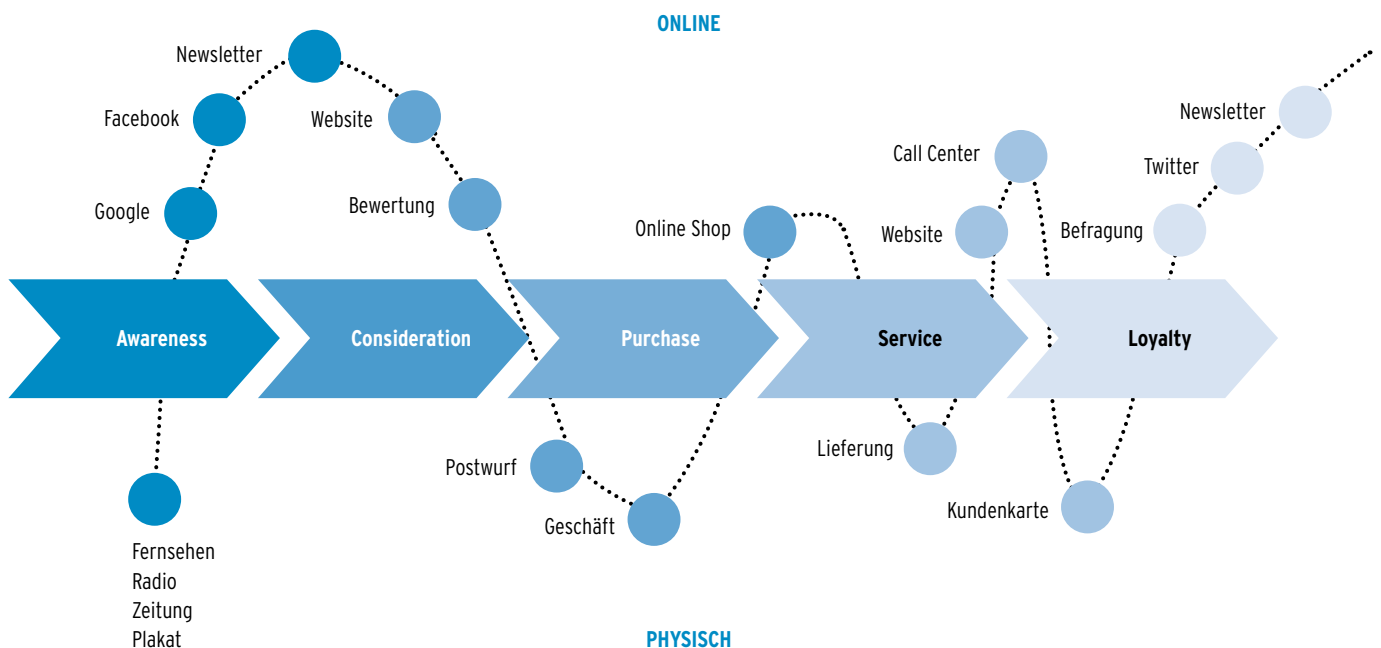 ONLINE
Newsletter
Facebook
Website
Google
Bewertung
Online Shop
Call Center
Website
Newsletter
Twitter
Befragung
Awareness
Consideration
Purchase
Service
Loyalty
Postwurf
Geschäft
Lieferung
Kundenkarte
Fernsehen
Radio
Zeitung
Plakat
PHYSISCH